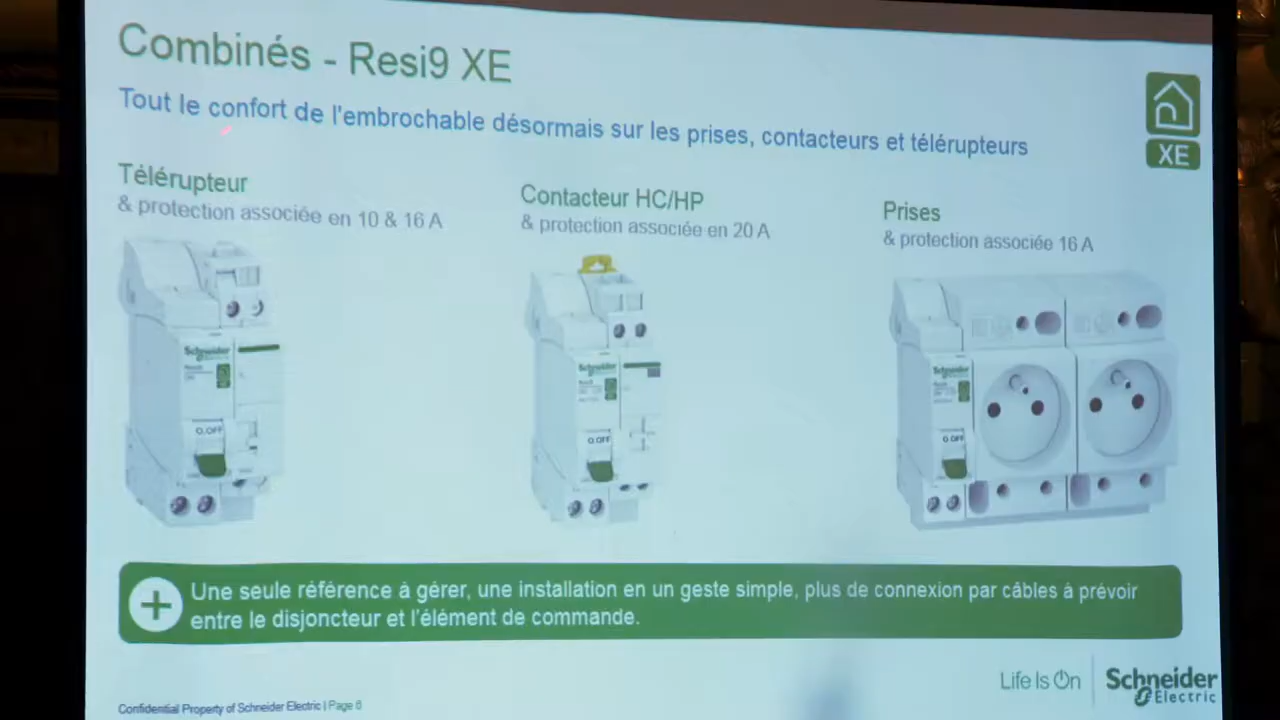 Combinés - Resi9 XE
Tout le confort de l'embrochable désormais sur les prises, contacteurs et télérupteurs
XE
Télérupteur
& protection associée en 10 & 16 A
Contacteur HC/HP
& protection associée en 20 A
Prises
& protection associée 16 A
Schneider
O.OFF
Schneider
O.OFF
Schneider
O.OFF
Une seule référence à gérer, une installation en un geste simple, plus de connexion par câbles à prévoir
entre le disjoncteur et l'élément de commande.
Life Is On
Schneider
Electric
Confidential Property of Schneider Electric | Page 6